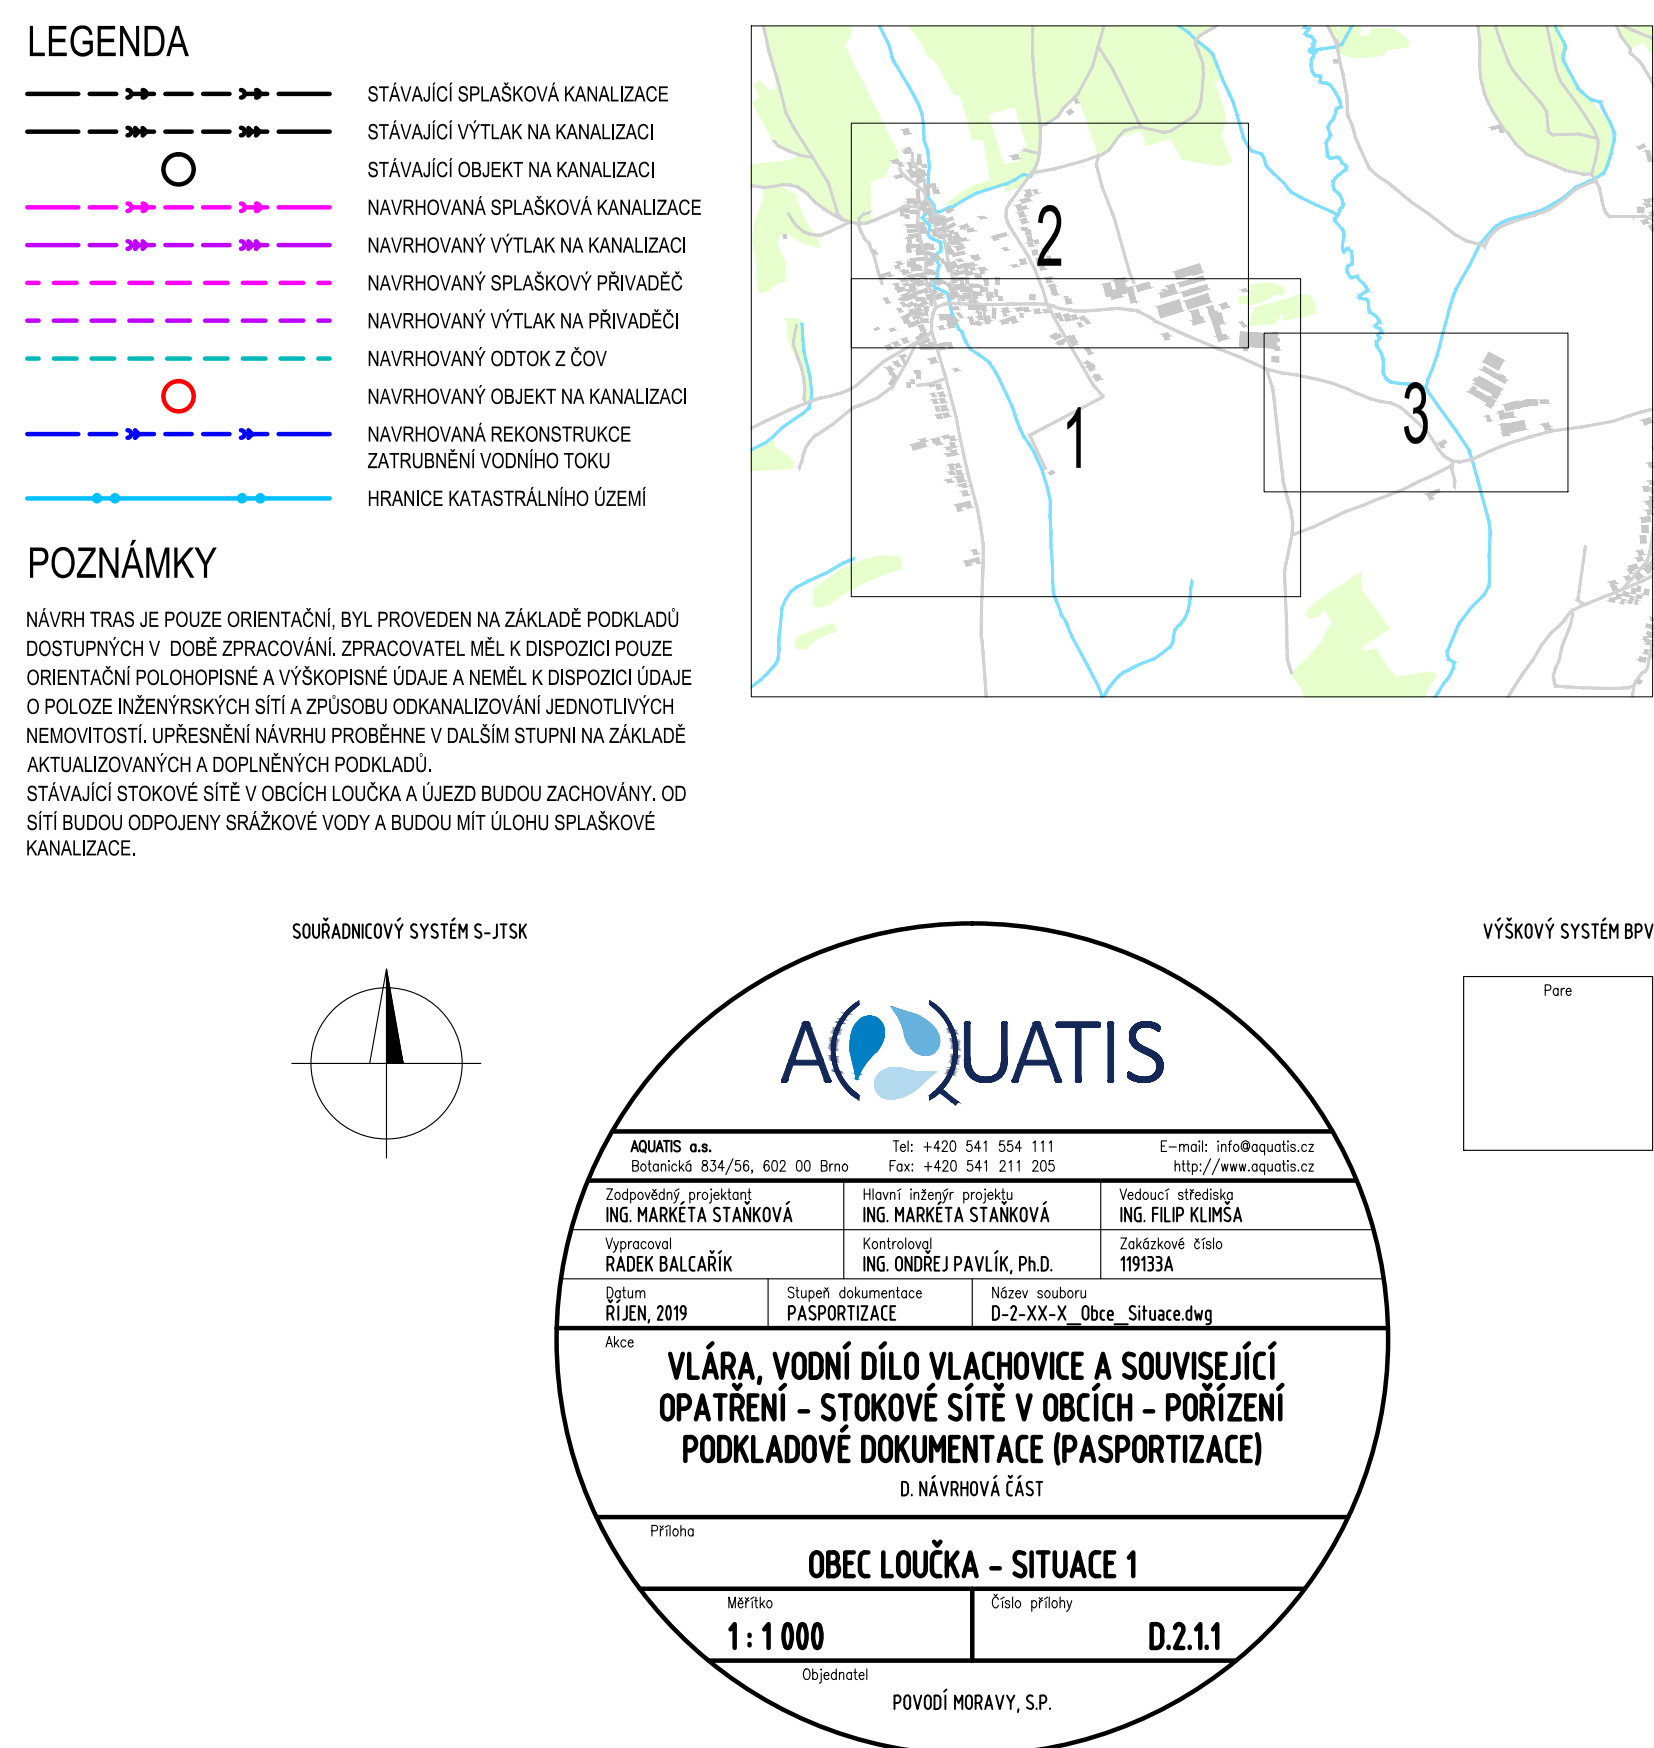 LEGENDA
STÁVAJÍCÍ SPLAŠKOVÁ KANALIZACE
STÁVAJÍCÍ VÝTLAK NA KANALIZACI
STÁVAJÍCÍ OBJEKT NA KANALIZACI
NAVRHOVANÁ SPLAŠKOVÁ KANALIZACE
NAVRHOVANÝ VÝTLAK NA KANALIZACI
NAVRHOVANÝ SPLAŠKOVÝ PŘIVADĚČ
NAVRHOVANÝ VÝTLAK NA PŘIVADĚČI
NAVRHOVANÝ ODTOK Z ČOV
NAVRHOVANÝ OBJEKT NA KANALIZACI
NAVRHOVANÁ REKONSTRUKCE
ZATRUBNĚNÍ VODNÍHO TOKU
HRANICE KATASTRÁLNÍHO ÚZEMÍ
2
1
3
POZNÁMKY
NÁVRH TRAS JE POUZE ORIENTAČNÍ, BYL PROVEDEN NA ZÁKLADĚ PODKLADŮ
DOSTUPNÝCH V DOBĚ ZPRACOVÁNÍ. ZPRACOVATEL MĚL K DISPOZICI POUZE
ORIENTAČNÍ POLOHOPISNÉ A VÝŠKOPISNÉ ÚDAJE A NEMĚL K DISPOZICI ÚDAJE
O POLOZE INŽENÝRSKÝCH SÍTÍ A ZPŮSOBU ODKANALIZOVÁNÍ JEDNOTLIVÝCH
NEMOVITOSTÍ. UPŘESNĚNÍ NÁVRHU PROBĚHNE V DALŠÍM STUPNI NA ZÁKLADĚ
AKTUALIZOVANÝCH A DOPLNĚNÝCH PODKLADŮ.
STÁVAJÍCÍ STOKOVÉ SÍTĚ V OBCÍCH LOUČKA A ÚJEZD BUDOU ZACHOVÁNY. OD
SÍTÍ BUDOU ODPOJENY SRÁŽKOVÉ VODY A BUDOU MÍT ÚLOHU SPLAŠKOVÉ
KANALIZACE.
SOUŘADNICOVÝ SYSTÉM S-JTSK
VÝŠKOVÝ SYSTÉM BPV
Pare
AQUATIS
AQUATIS a.s. Tel: +420 541 554 111 E-mail: info@aquatis.cz
Botanická 834/56, 602 00 Brno Fax: +420 541 211 205 http://www.aquatis.cz
Zodpovědný projektant Hlavní inženýr projektu Vedoucí střediska
ING. MARKÉTA STAŇKOVÁ ING. MARKÉTA STAŇKOVÁ ING. FILIP KLIMŠA
Vypracoval Kontroloval Zakázkové číslo
RADEK BALCAŘÍK ING. ONDŘEJ PAVLÍK, Ph.D. 119133A
Datum Stupeň dokumentace Název souboru
ŘÍJEN, 2019 PASPORTIZACE D-2-XX-X_Obce_Situace.dwg
Akce
VLÁRA, VODNÍ DÍLO VLACHOVICE A SOUVISEJÍCÍ
OPATŘENÍ - STOKOVÉ SÍTĚ V OBCÍCH - POŘÍZENÍ
PODKLADOVÉ DOKUMENTACE (PASPORTIZACE)
D. NÁVRHOVÁ ČÁST
Příloha
OBEC LOUČKA - SITUACE 1
Měřítko Číslo přílohy
1 : 1 000 D.2.1.1
Objednatel
POVODÍ MORAVY, S.P.